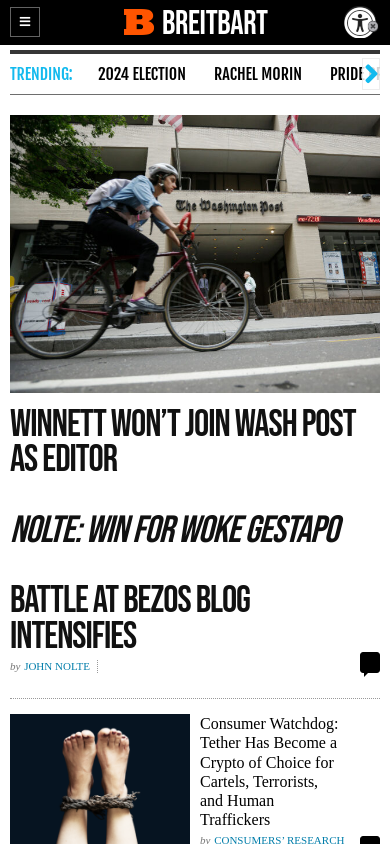 BREITBART
TRENDING:
2024 ELECTION
RACHEL MORIN
PRIDE
The Washington Post
WINNETT WON’T JOIN WASH POST
AS EDITOR
NOLTE: WIN FOR WOKE GESTAPO
BATTLE AT BEZOS BLOG
INTENSIFIES
by JOHN NOLTE
Consumer Watchdog:
Tether Has Become a
Crypto of Choice for
Cartels, Terrorists,
and Human
Traffickers
by CONSUMERS’ RESEARCH